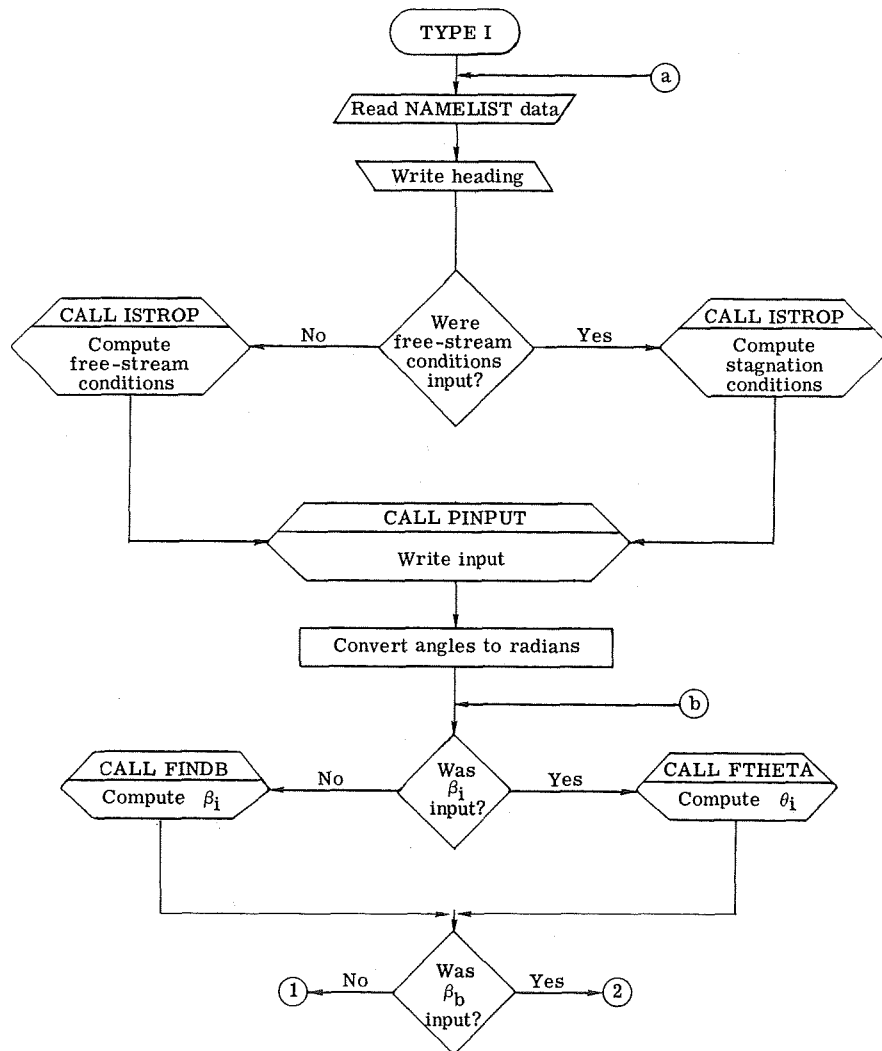 TYPE I
a
Read NAMELIST data
Write heading
CALL ISTROP
Compute
free-stream
conditions
No
Were
free-stream
conditions
input?
Yes
CALL ISTROP
Compute
stagnation
conditions
CALL PINPUT
Write input
Convert angles to radians
b
CALL FINDB
Compute βi
No
Was
βi
input?
Yes
CALL FTHETA
Compute θi
1
No
Was
βb
input?
Yes
2